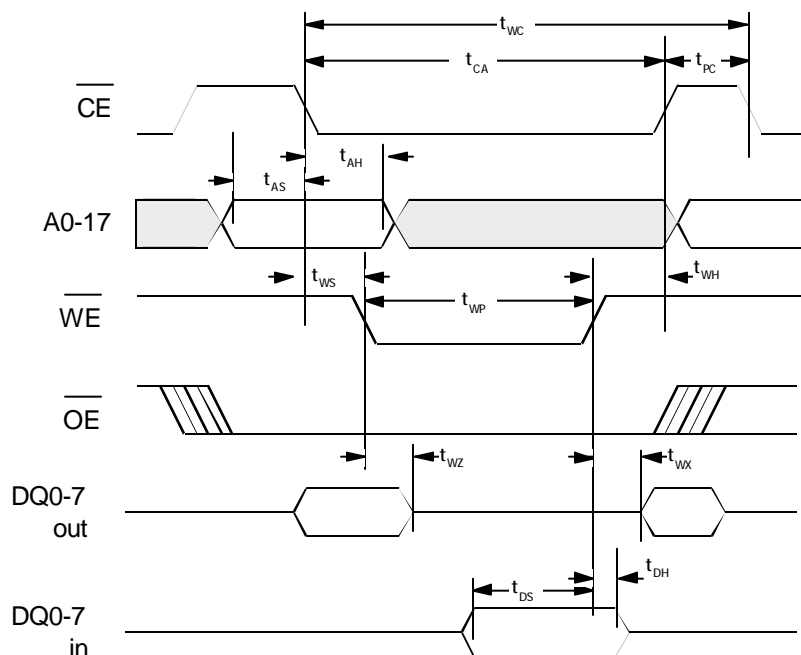 tWC
tCA
tPC
CE
tAH
tAS
A0-17
tWS
tWH
tWP
WE
OE
tWZ
tWX
DQ0-7
out
tDS
tDH
DQ0-7
in